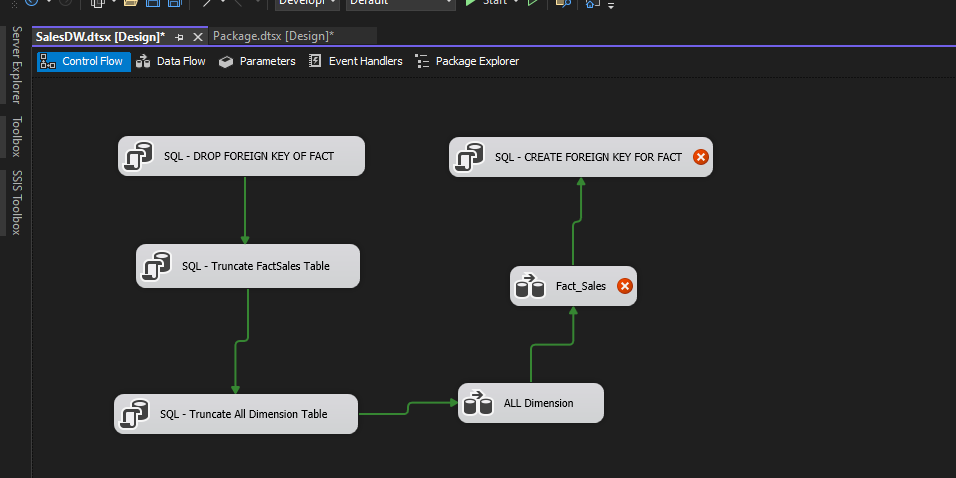 Developi
Default
Start
SalesDW.dtsx [Design]*
Package.dtsx [Design]*
Control Flow
Data Flow
Parameters
Event Handlers
Package Explorer
Server Explorer
Toolbox
SSIS Toolbox
SQL - DROP FOREIGN KEY OF FACT
SQL - CREATE FOREIGN KEY FOR FACT
SQL - Truncate FactSales Table
Fact_Sales
SQL - Truncate All Dimension Table
ALL Dimension